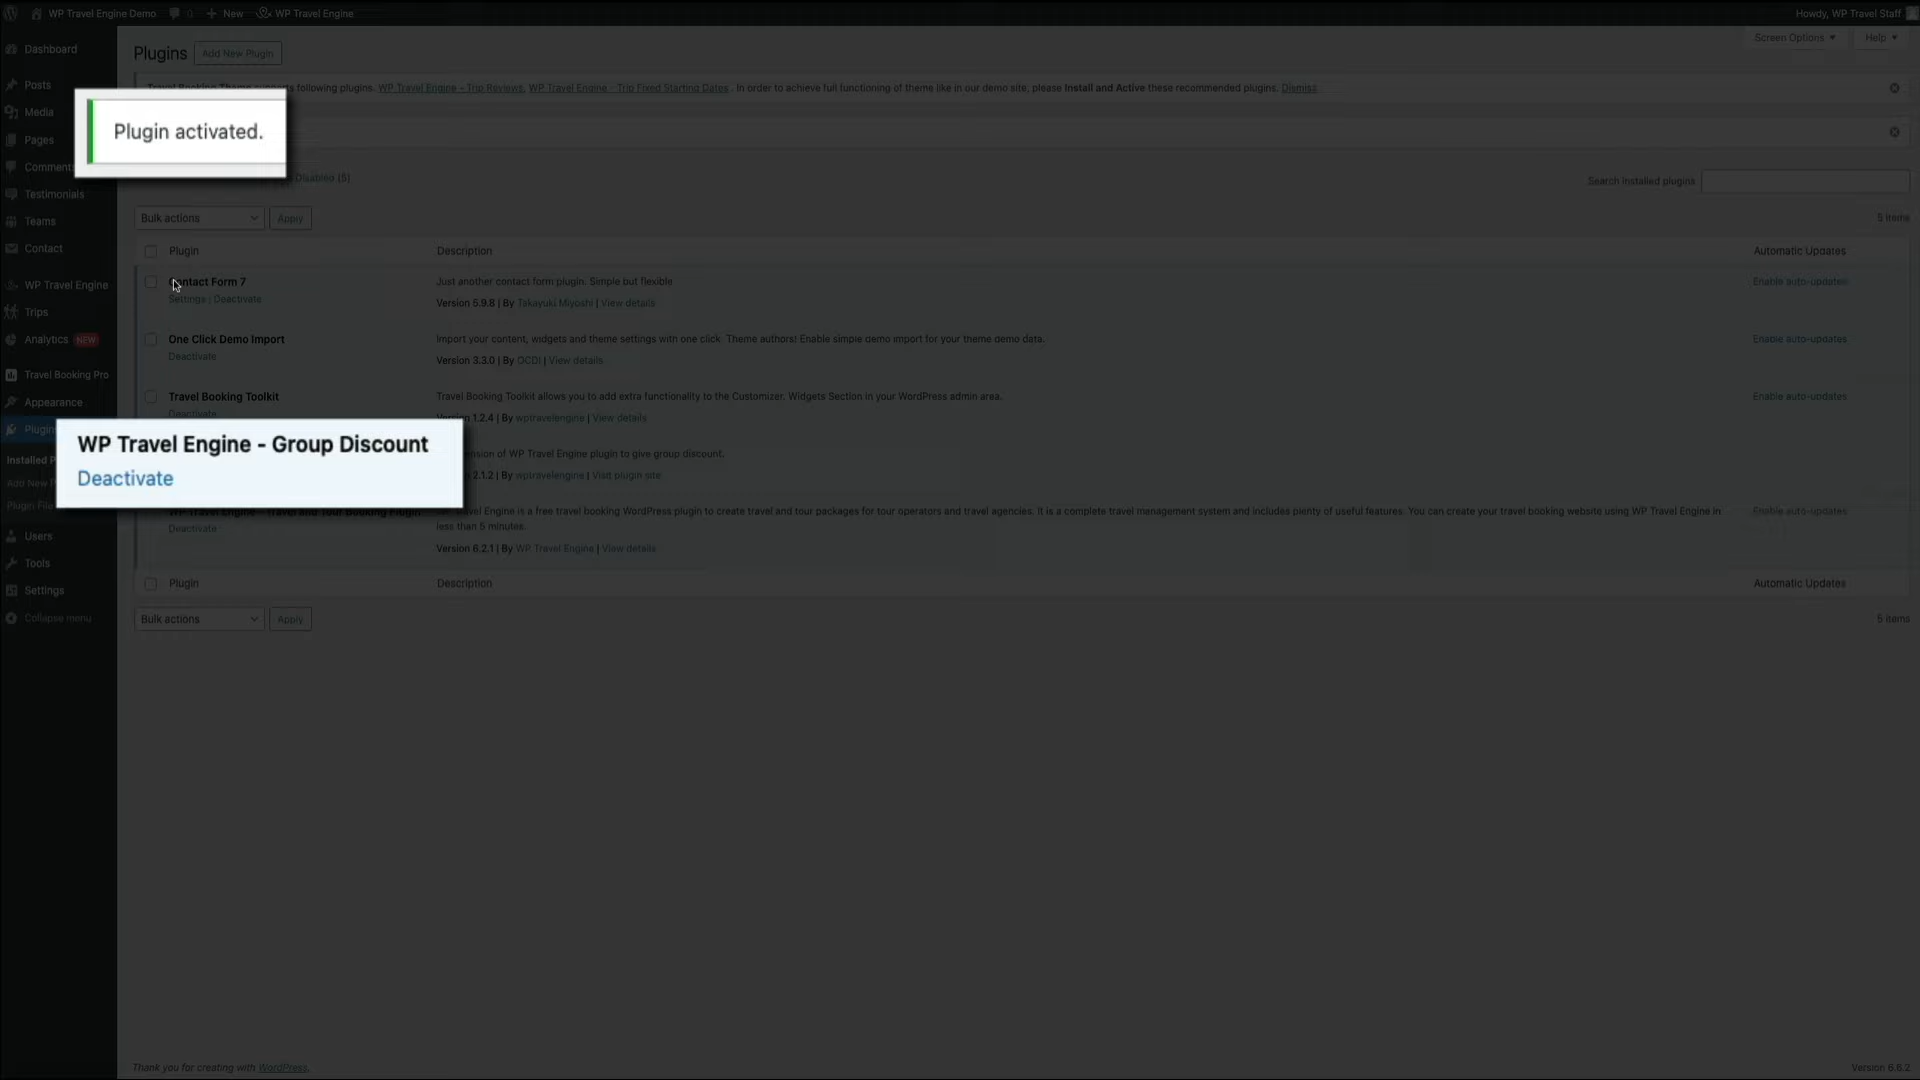 WP Travel Engine Demo 0 New WP Travel Engine Howdy, WP Travel Staff
Screen Options Help
Dashboard
Posts
Media
Pages
Comment
Testimonials
Teams
Contact
WP Travel Engine
Trips
Analytics NEW
Travel Booking Pro
Appearance
Plugins
Installed P
Add New P
Plugin File
Users
Tools
Settings
Collapse menu
Plugins Add New Plugin
following plugins. WP Travel Engine - Trip Reviews, WP Travel Engine - Trip Fixed Starting Dates . In order to achieve full functioning of theme like in our demo site, please Install and Active these recommended plugins. Dismiss
Plugin activated.
Disabled (5)
Search installed plugins
Bulk actions Apply 5 items
Plugin Description Automatic Updates
Contact Form 7 Just another contact form plugin. Simple but flexible Enable auto-updates
Settings | Deactivate Version 5.9.8 | By Takayuki Miyoshi | View details
One Click Demo Import Import your content, widgets and theme settings with one click. Theme authors! Enable simple demo import for your theme demo data. Enable auto-updates
Deactivate Version 3.3.0 | By OCDI | View details
Travel Booking Toolkit Travel Booking Toolkit allows you to add extra functionality to the Customizer. Widgets Section in your WordPress admin area. Enable auto-updates
Deactivate Version 1.2.4 | By wptravelengine | View details
WP Travel Engine - Group Discount
Deactivate
ension of WP Travel Engine plugin to give group discount.
2.1.2 | By wptravelengine | Visit plugin site
WP Travel Engine - Travel and Tour Booking Plugin Travel Engine is a free travel booking WordPress plugin to create travel and tour packages for tour operators and travel agencies. It is a complete travel management system and includes plenty of useful features. You can create your travel booking website using WP Travel Engine in Enable auto-updates
Deactivate less than 5 minutes.
Version 6.2.1 | By WP Travel Engine | View details
Plugin Description Automatic Updates
Bulk actions Apply 5 items
Thank you for creating with WordPress. Version 6.6.2